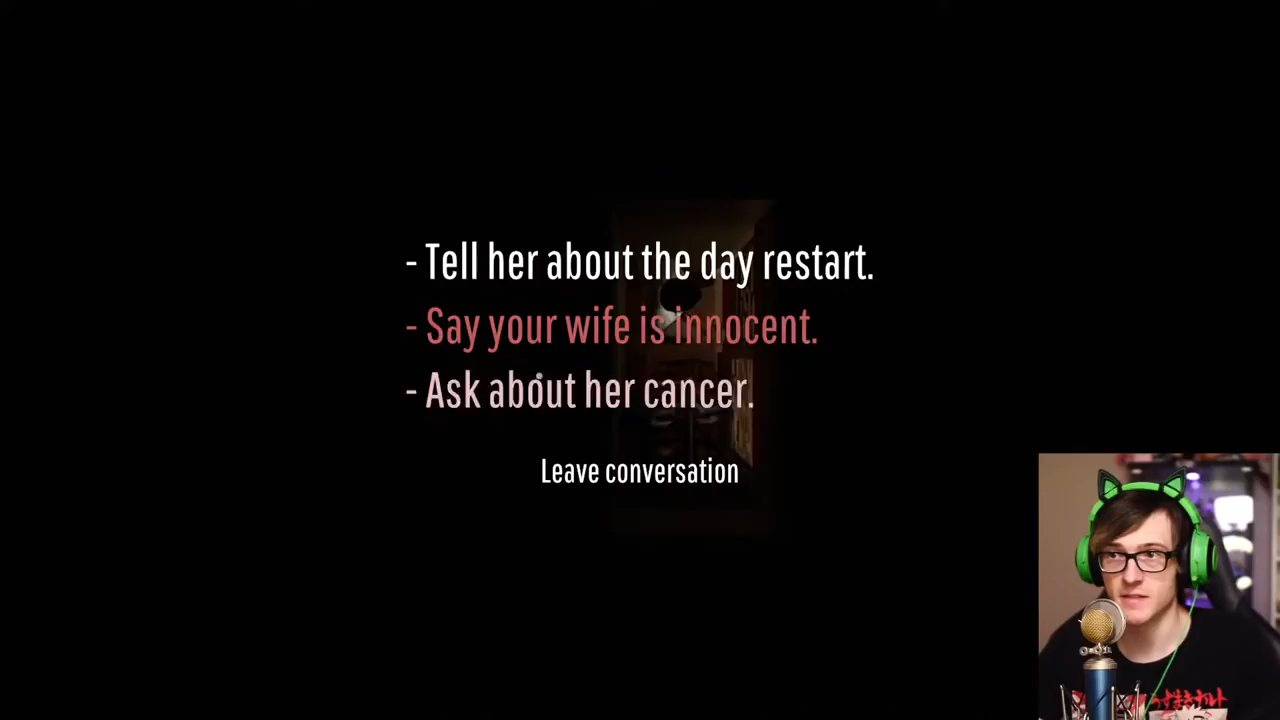 - Tell her about the day restart.
- Say your wife is innocent.
- Ask about her cancer.
Leave conversation